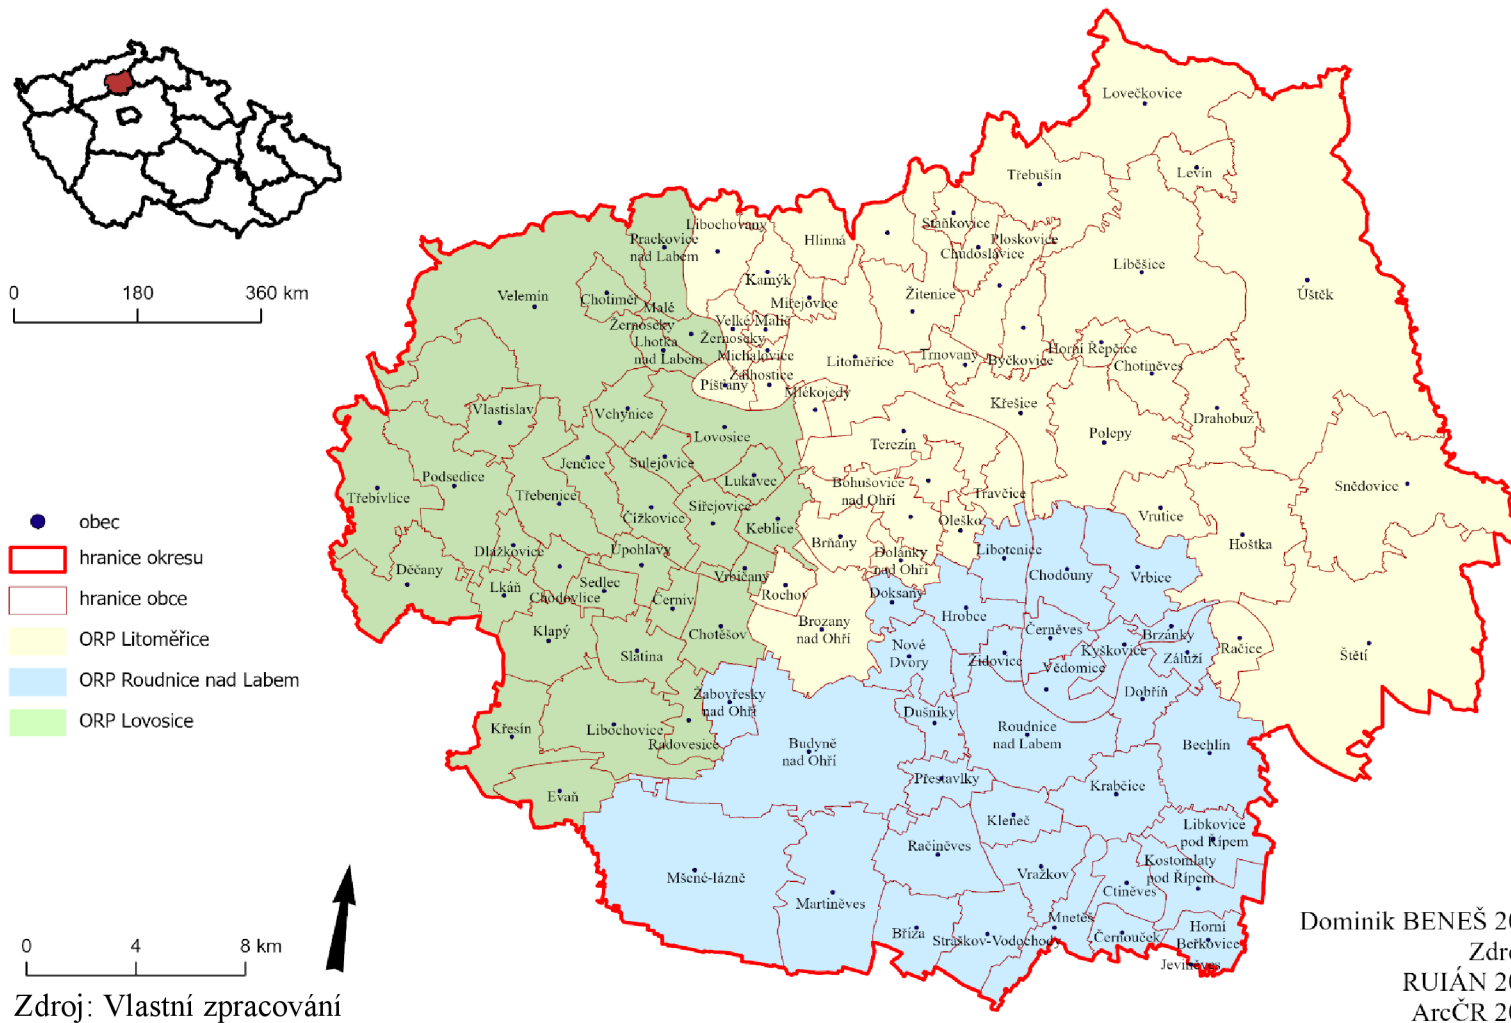 0 180 360 km
obec
hranice okresu
hranice obce
ORP Litoměřice
ORP Roudnice nad Labem
ORP Lovosice
0 4 8 km
Zdroj: Vlastní zpracování
Lovečkovice
Levín
Třebušín
Staňkovice
Ploskovice
Chudoslavice
Libochovany
Hlinná
Prackovice
nad Labem
Kamýk
Liběšice
Úštěk
Velemín
Chotiměř
Miřejovice
Žitenice
Malé
Žernoseky
Velké
Žernoseky
Malíč
Lhotka
nad Labem
Michalovice
Žalhostice
Píšťany
Litoměřice
Trnovany
Býčkovice
Horní Řepčice
Chotiněves
Mlékojedy
Vlastislav
Vchynice
Křešice
Drahobuz
Lovosice
Terezín
Polepy
Jenčice
Sulejovice
Podsedice
Třebívlice
Třebenice
Lukavec
Bohušovice
nad Ohří
Travčice
Snědovice
Siřejovice
Čížkovice
Keblice
Oleško
Vrutice
Brňany
Hoštka
Dlažkovice
Úpohlavy
Dolánky
nad Ohří
Libotenice
Děčany
Vrbičany
Chodouny
Vrbice
Lkáň
Sedlec
Chodovlice
Rochov
Doksany
Černiv
Hrobce
Klapý
Chotěšov
Brozany
nad Ohří
Černěves
Brzánky
Račice
Slatina
Nové
Dvory
Židovice
Vědomice
Kyškovice
Záluží
Štětí
Žabovřesky
nad Ohří
Dobříň
Dušníky
Křesín
Libochovice
Radovesice
Budyně
nad Ohří
Roudnice
nad Labem
Bechlín
Přestavlky
Krabčice
Evaň
Kleneč
Libkovice
pod Řípem
Račiněves
Kostomlaty
pod Řípem
Mšené-lázně
Vražkov
Ctiněves
Martiněves
Mnetěš
Bříza
Straškov-Vodochody
Černouček
Horní
Beřkovice
Jeviněves
Dominik BENEŠ 20
Zdro
RUIÁN 20
ArcČR 20